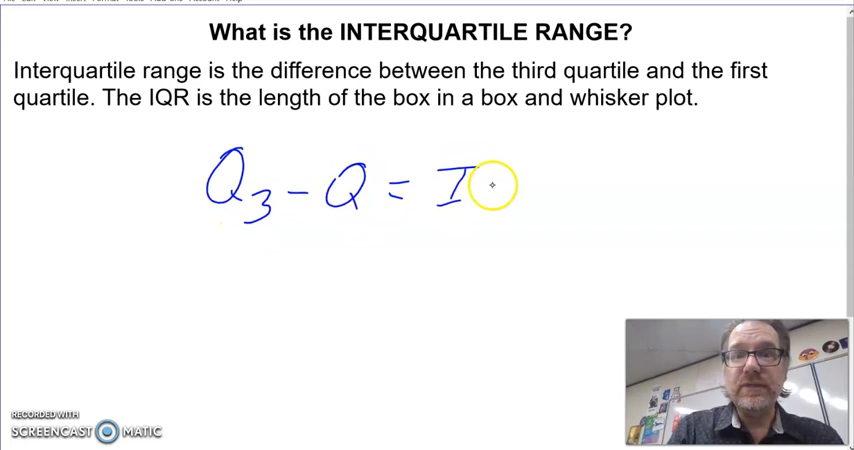 What is the INTERQUARTILE RANGE?
Interquartile range is the difference between the third quartile and the first
quartile. The IQR is the length of the box in a box and whisker plot.
Q3 - Q = I
RECORDED WITH
SCREENCAST MATIC